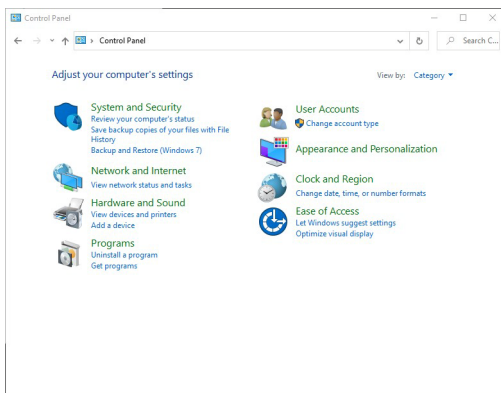 Control Panel
Control Panel
Search C...
Adjust your computer's settings
View by: Category
System and Security
Review your computer's status
Save backup copies of your files with File
History
Backup and Restore (Windows 7)
Network and Internet
View network status and tasks
Hardware and Sound
View devices and printers
Add a device
Programs
Uninstall a program
Get programs
User Accounts
Change account type
Appearance and Personalization
Clock and Region
Change date, time, or number formats
Ease of Access
Let Windows suggest settings
Optimize visual display